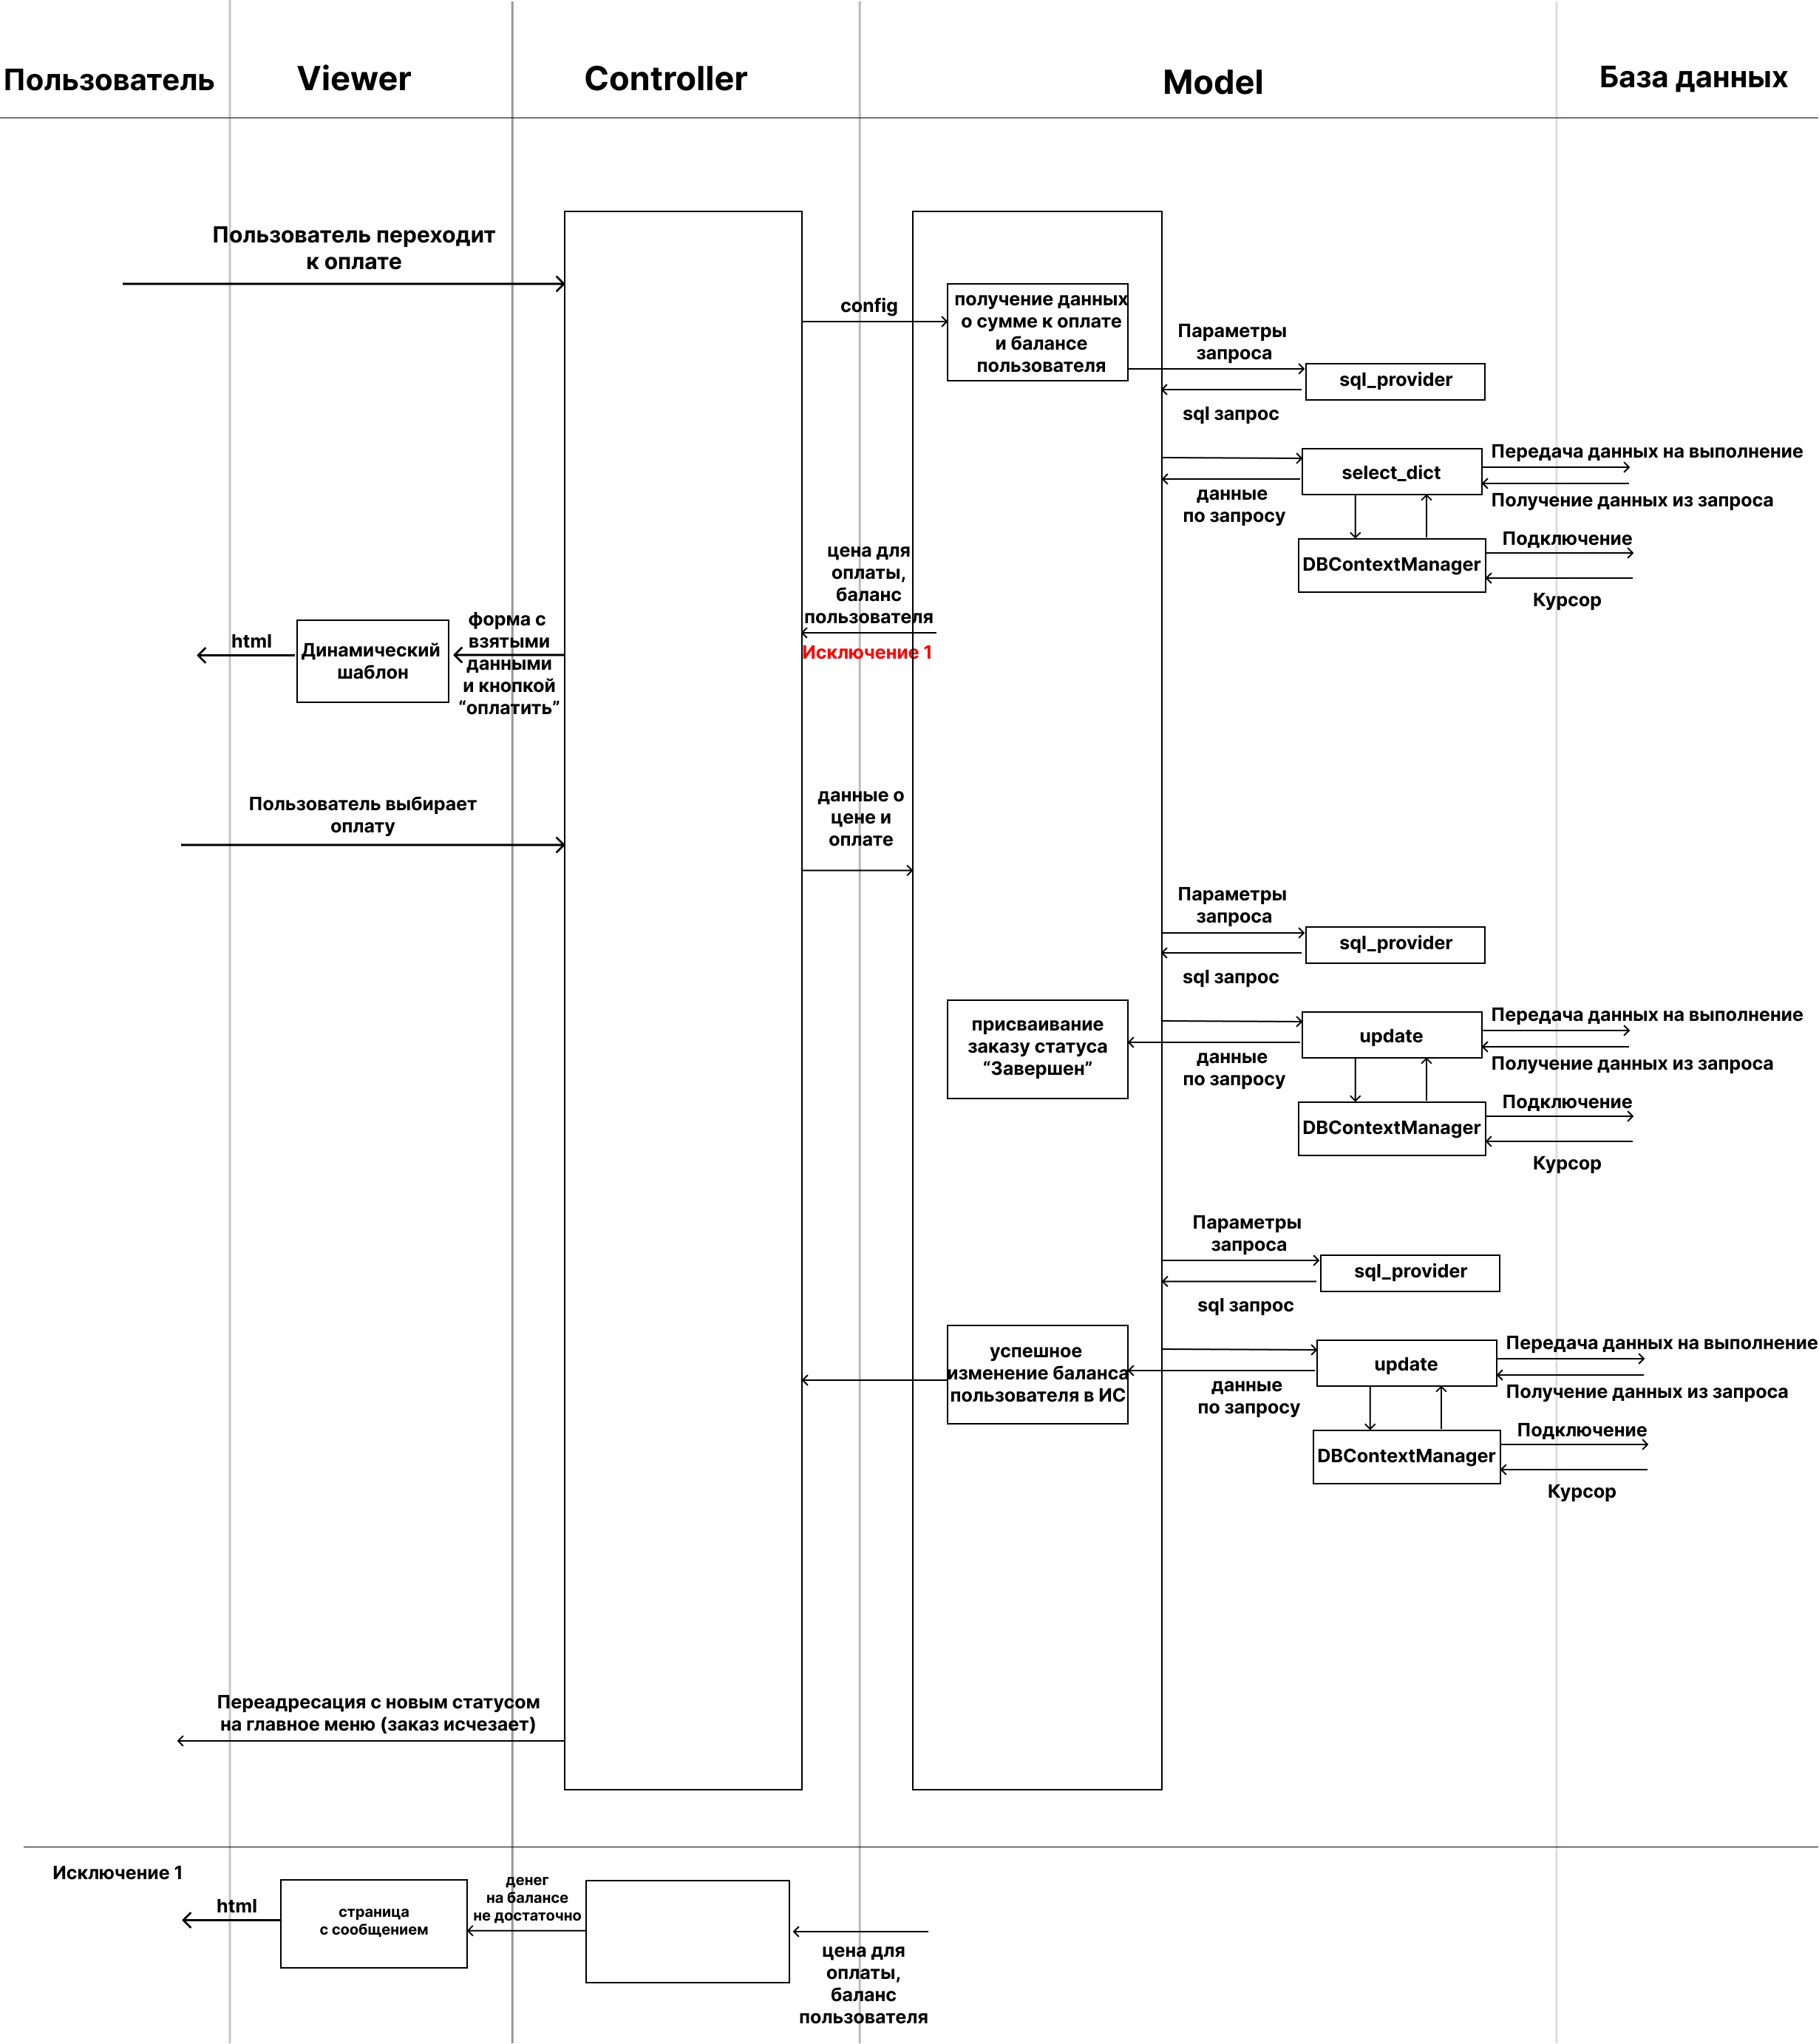 Пользователь
Viewer
Controller
Model
База данных
Пользователь переходит
к оплате
config
получение данных
о сумме к оплате
и балансе
пользователя
Параметры
запроса
sql_provider
sql запрос
select_dict
Передача данных на выполнение
Получение данных из запроса
данные
по запросу
Подключение
DBContextManager
Курсор
цена для
оплаты,
баланс
пользователя
Исключение 1
форма с
взятыми
данными
и кнопкой
“оплатить”
Динамический
шаблон
html
Пользователь выбирает
оплату
данные о
цене и
оплате
Параметры
запроса
sql_provider
sql запрос
присваивание
заказу статуса
“Завершен”
update
Передача данных на выполнение
Получение данных из запроса
данные
по запросу
Подключение
DBContextManager
Курсор
Параметры
запроса
sql_provider
sql запрос
успешное
изменение баланса
пользователя в ИС
update
Передача данных на выполнение
Получение данных из запроса
данные
по запросу
Подключение
DBContextManager
Курсор
Переадресация с новым статусом
на главное меню (заказ исчезает)
Исключение 1
html
страница
с сообщением
денег
на балансе
не достаточно
цена для
оплаты,
баланс
пользователя